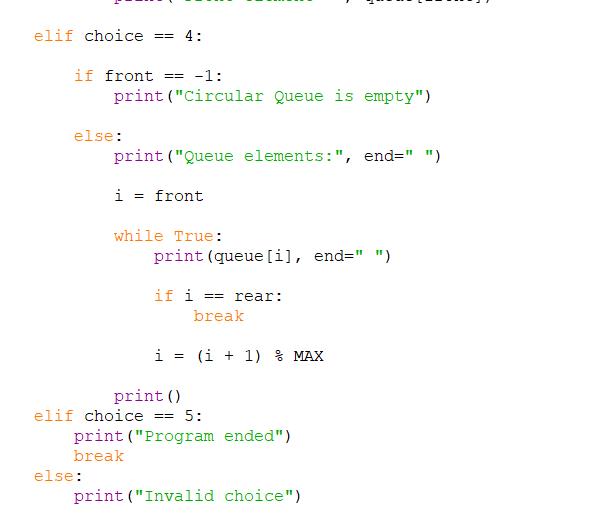 elif choice == 4:
if front == -1:
print("Circular Queue is empty")
else:
print("Queue elements:", end=" ")
i = front
while True:
print(queue[i], end=" ")
if i == rear:
break
i = (i + 1) % MAX
print()
elif choice == 5:
print("Program ended")
break
else:
print("Invalid choice")